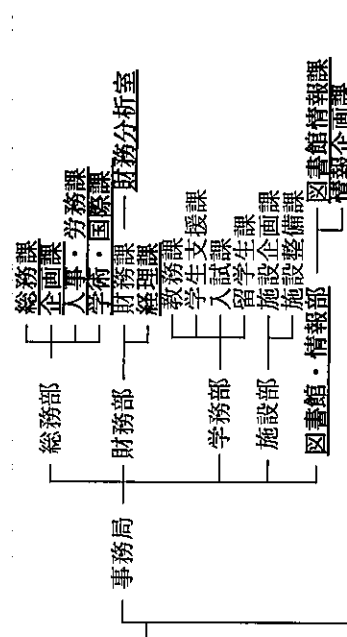 事務局
総務部
総務課
企画課
人事・労務課
学術・国際課
財務部
財務課
財務分析室
経理課
学務部
教務課
学生支援課
入試課
留学生課
施設部
施設企画課
施設整備課
図書館・情報部
図書館情報課
情報企画課